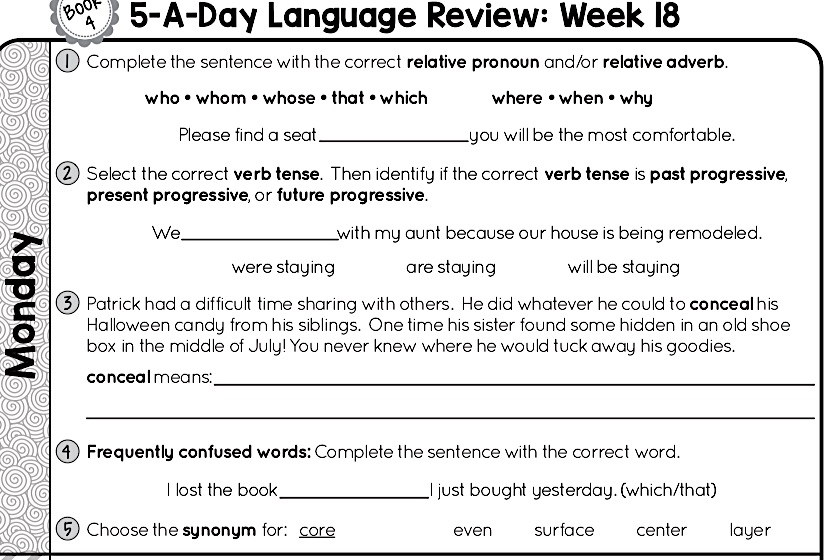 BOOK
4
5-A-Day Language Review: Week 18
Monday
1 Complete the sentence with the correct relative pronoun and/or relative adverb.
who • whom • whose • that • which where • when • why
Please find a seat_______________you will be the most comfortable.
2 Select the correct verb tense. Then identify if the correct verb tense is past progressive,
present progressive, or future progressive.
We________________with my aunt because our house is being remodeled.
were staying are staying will be staying
3 Patrick had a difficult time sharing with others. He did whatever he could to conceal his
Halloween candy from his siblings. One time his sister found some hidden in an old shoe
box in the middle of July! You never knew where he would tuck away his goodies.
conceal means:
4 Frequently confused words: Complete the sentence with the correct word.
I lost the book_______________I just bought yesterday. (which/that)
5 Choose the synonym for: core even surface center layer